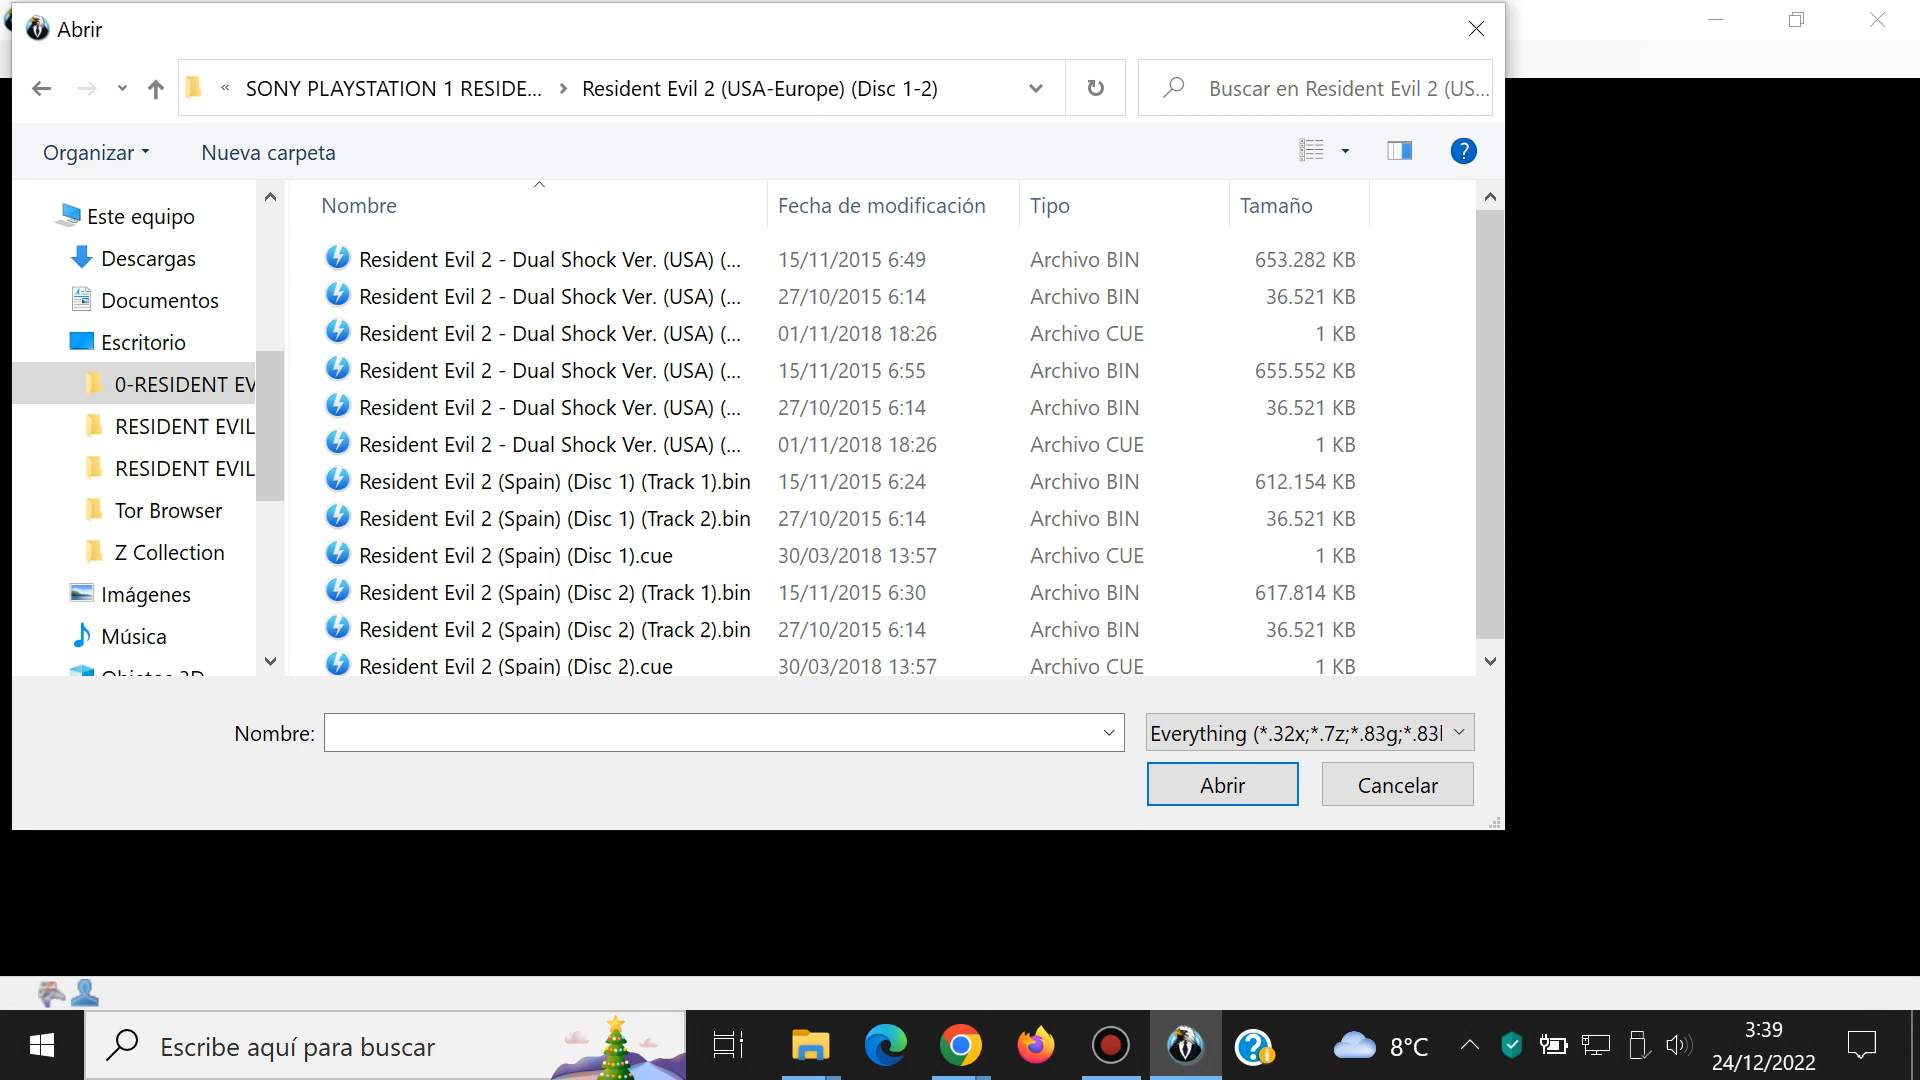 Abrir
« SONY PLAYSTATION 1 RESIDE... › Resident Evil 2 (USA-Europe) (Disc 1-2)
Buscar en Resident Evil 2 (US...
Organizar
Nueva carpeta
Este equipo
Descargas
Documentos
Escritorio
0-RESIDENT EV
RESIDENT EVIL
RESIDENT EVIL
Tor Browser
Z Collection
Imágenes
Música
Objetos 3D
Nombre Fecha de modificación Tipo Tamaño
Resident Evil 2 - Dual Shock Ver. (USA) (... 15/11/2015 6:49 Archivo BIN 653.282 KB
Resident Evil 2 - Dual Shock Ver. (USA) (... 27/10/2015 6:14 Archivo BIN 36.521 KB
Resident Evil 2 - Dual Shock Ver. (USA) (... 01/11/2018 18:26 Archivo CUE 1 KB
Resident Evil 2 - Dual Shock Ver. (USA) (... 15/11/2015 6:55 Archivo BIN 655.552 KB
Resident Evil 2 - Dual Shock Ver. (USA) (... 27/10/2015 6:14 Archivo BIN 36.521 KB
Resident Evil 2 - Dual Shock Ver. (USA) (... 01/11/2018 18:26 Archivo CUE 1 KB
Resident Evil 2 (Spain) (Disc 1) (Track 1).bin 15/11/2015 6:24 Archivo BIN 612.154 KB
Resident Evil 2 (Spain) (Disc 1) (Track 2).bin 27/10/2015 6:14 Archivo BIN 36.521 KB
Resident Evil 2 (Spain) (Disc 1).cue 30/03/2018 13:57 Archivo CUE 1 KB
Resident Evil 2 (Spain) (Disc 2) (Track 1).bin 15/11/2015 6:30 Archivo BIN 617.814 KB
Resident Evil 2 (Spain) (Disc 2) (Track 2).bin 27/10/2015 6:14 Archivo BIN 36.521 KB
Resident Evil 2 (Spain) (Disc 2).cue 30/03/2018 13:57 Archivo CUE 1 KB
Nombre:
Everything (*.32x;*.7z;*.83g;*.83l
Abrir
Cancelar
Escribe aquí para buscar
8°C
3:39
24/12/2022